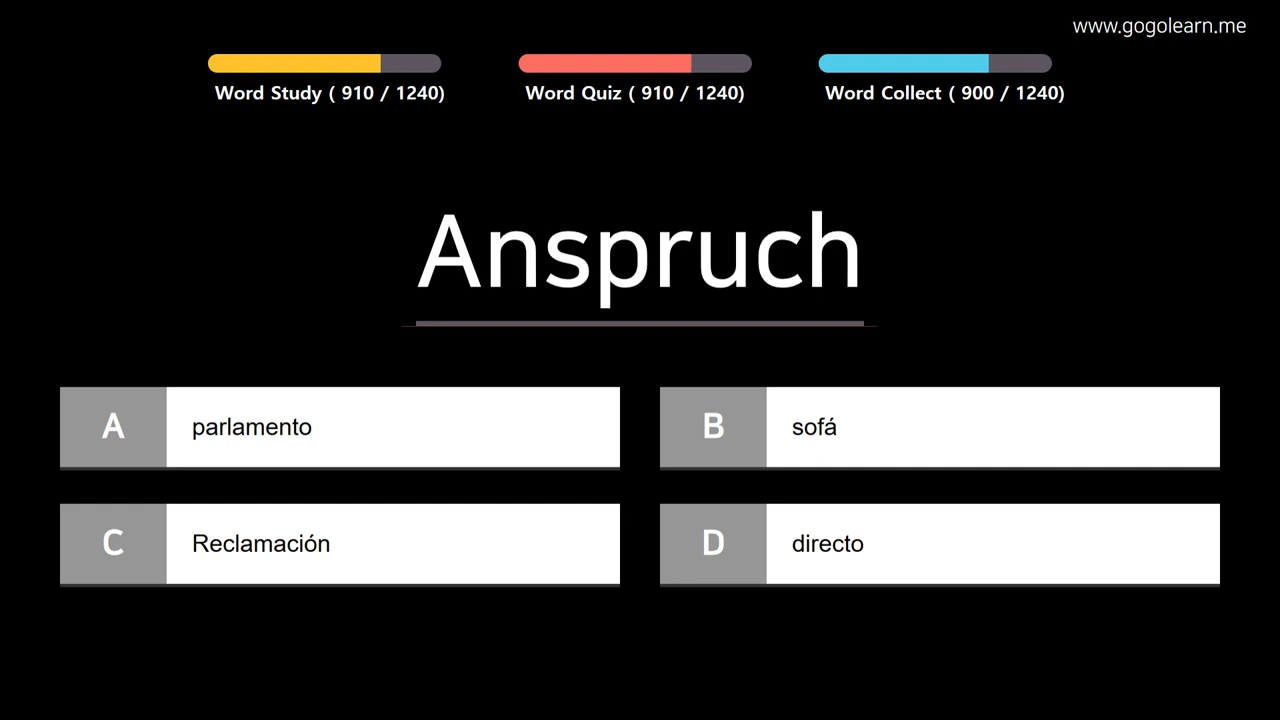 www.gogolearn.me
Word Study ( 910 / 1240)
Word Quiz ( 910 / 1240)
Word Collect ( 900 / 1240)
Anspruch
A parlamento
B sofá
C Reclamación
D directo